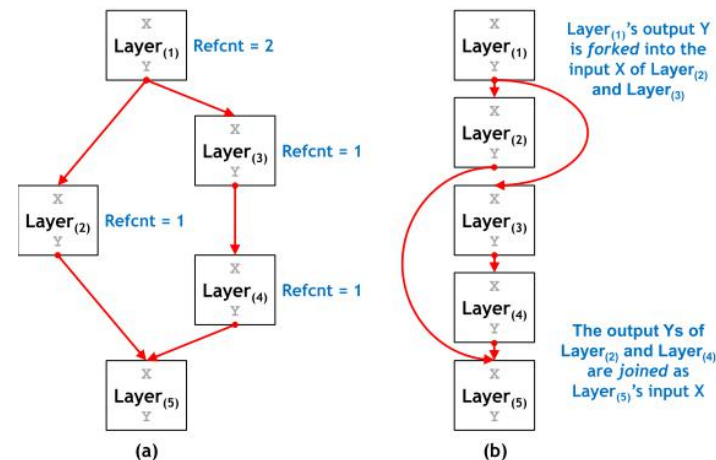 X
Layer(1)
Y
Refcnt = 2
X
Layer(3)
Y
Refcnt = 1
X
Layer(2)
Y
Refcnt = 1
X
Layer(4)
Y
Refcnt = 1
X
Layer(5)
Y
(a)
X
Layer(1)
Y
X
Layer(2)
Y
X
Layer(3)
Y
X
Layer(4)
Y
X
Layer(5)
Y
(b)
Layer(1)'s output Y
is forked into the
input X of Layer(2)
and Layer(3)
The output Ys of
Layer(2) and Layer(4)
are joined as
Layer(5)'s input X